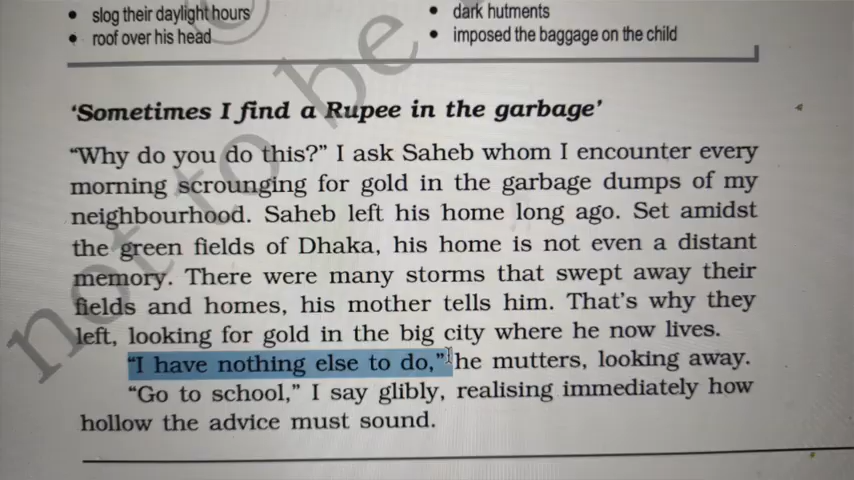 • slog their daylight hours
• roof over his head
• dark hutments
• imposed the baggage on the child
‘Sometimes I find a Rupee in the garbage’
“Why do you do this?” I ask Saheb whom I encounter every
morning scrounging for gold in the garbage dumps of my
neighbourhood. Saheb left his home long ago. Set amidst
the green fields of Dhaka, his home is not even a distant
memory. There were many storms that swept away their
fields and homes, his mother tells him. That’s why they
left, looking for gold in the big city where he now lives.
“I have nothing else to do,” he mutters, looking away.
“Go to school,” I say glibly, realising immediately how
hollow the advice must sound.
not to be